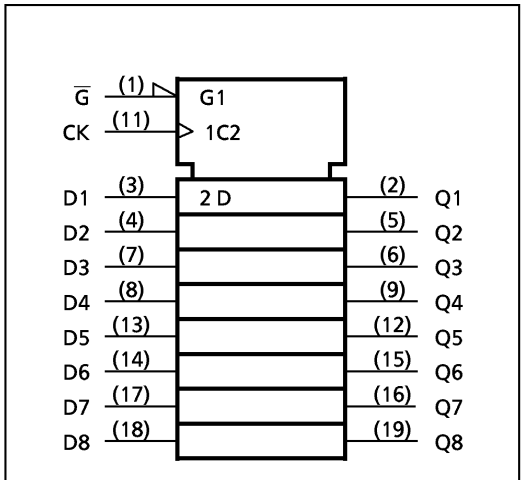 G̅ (1) G1
CK (11) 1C2
D1 (3) 2D (2) Q1
D2 (4) (5) Q2
D3 (7) (6) Q3
D4 (8) (9) Q4
D5 (13) (12) Q5
D6 (14) (15) Q6
D7 (17) (16) Q7
D8 (18) (19) Q8